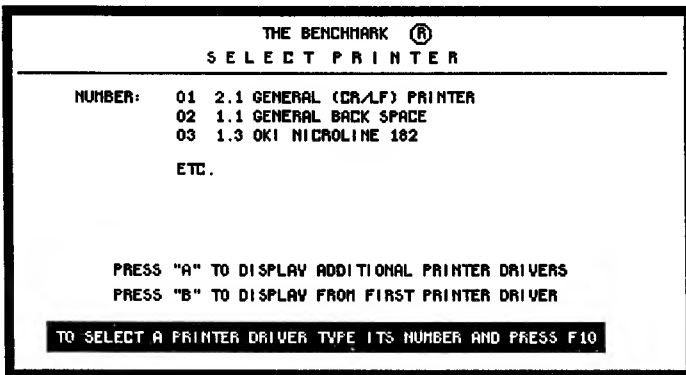 THE BENCHMARK ®
SELECT PRINTER
NUMBER: 01 2.1 GENERAL (CR/LF) PRINTER
02 1.1 GENERAL BACK SPACE
03 1.3 OKI MICROLINE 182
ETC.
PRESS "A" TO DISPLAY ADDITIONAL PRINTER DRIVERS
PRESS "B" TO DISPLAY FROM FIRST PRINTER DRIVER
TO SELECT A PRINTER DRIVER TYPE ITS NUMBER AND PRESS F10